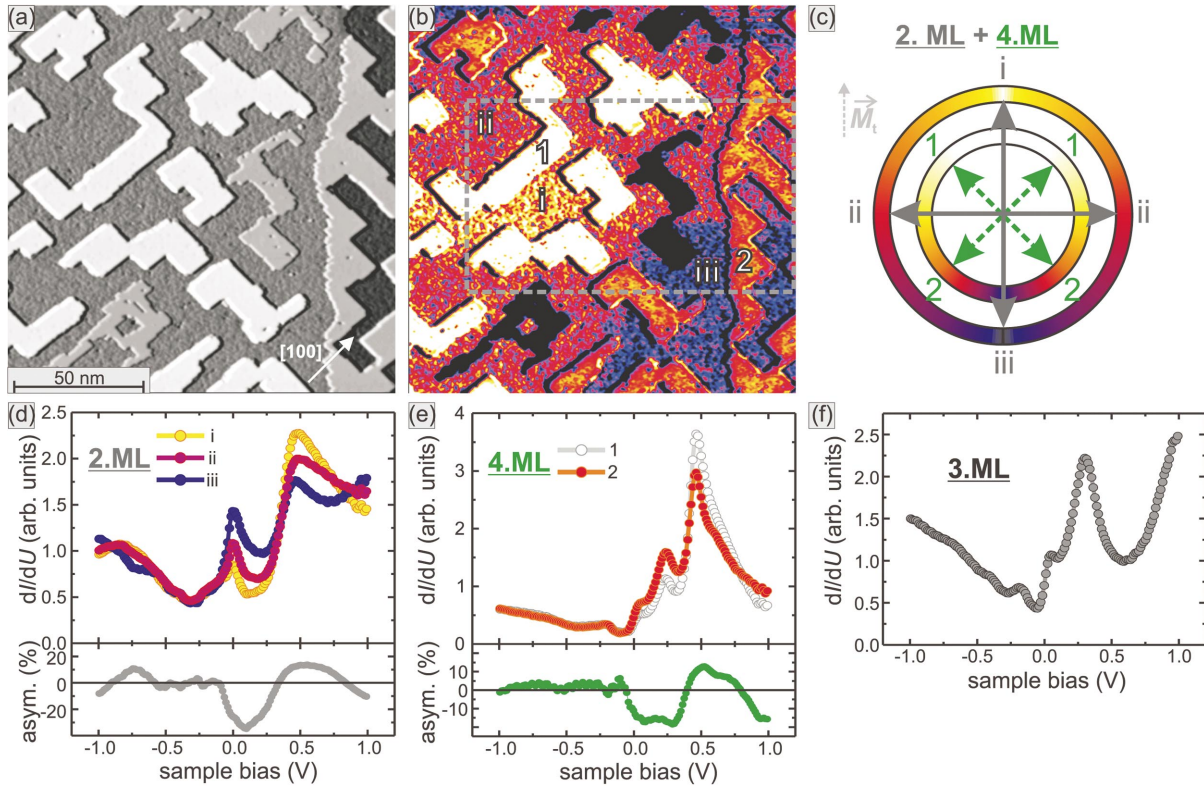 (a)
[100]
50 nm
(b)
ii
1
i
iii
2
(c)
2. ML + 4.ML
i
M⃗t
1 1
ii ii
2 2
iii
(d)
2.5
2.0
1.5
1.0
0.5
0.0
dI/dU (arb. units)
2.ML
i
ii
iii
20
0
-20
asym. (%)
-1.0 -0.5 0.0 0.5 1.0
sample bias (V)
(e)
4
3
2
1
0
dI/dU (arb. units)
4.ML
1
2
10
0
-10
asym. (%)
-1.0 -0.5 0.0 0.5 1.0
sample bias (V)
(f)
2.5
2.0
1.5
1.0
0.5
0.0
dI/dU (arb. units)
3.ML
-1.0 -0.5 0.0 0.5 1.0
sample bias (V)